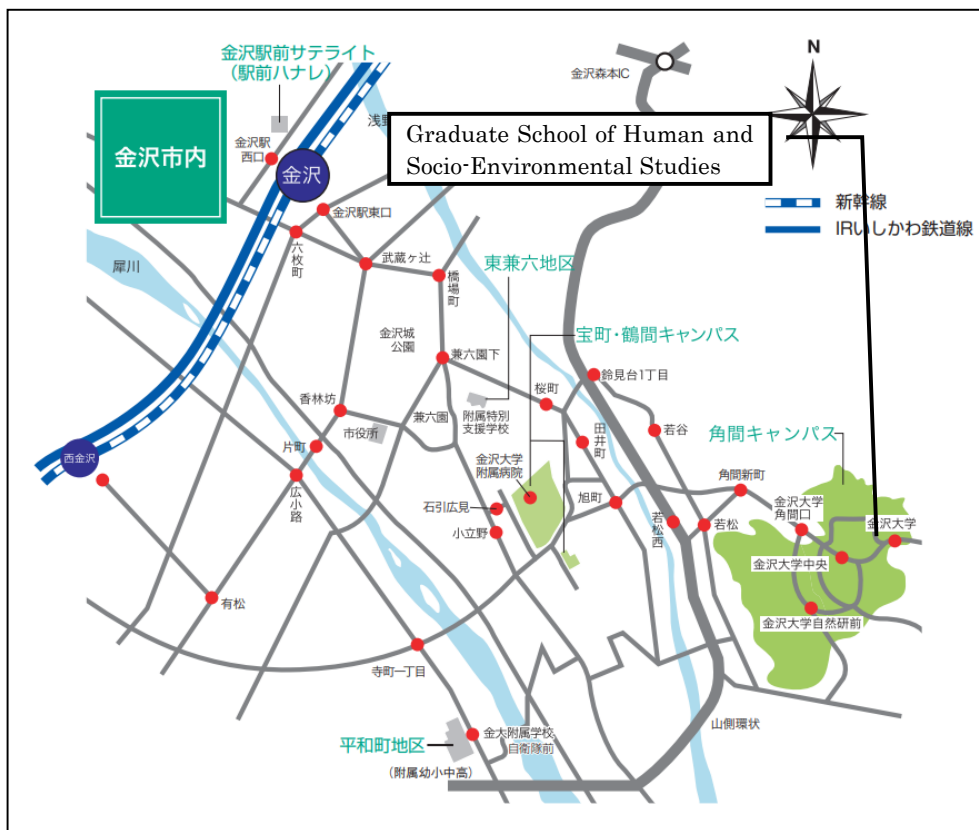 金沢駅前サテライト
（駅前ハナレ）
金沢森本IC
N
浅野
Graduate School of Human and
Socio-Environmental Studies
金沢市内
金沢駅
西口
金沢
新幹線
IRいしかわ鉄道線
金沢駅東口
六枚町
武蔵ヶ辻
橋場町
東兼六地区
犀川
金沢城
公園
兼六園下
宝町・鶴間キャンパス
鈴見台1丁目
桜町
香林坊
兼六園
附属特別
支援学校
市役所
片町
田井町
若谷
角間キャンパス
西金沢
広小路
金沢大学
附属病院
角間新町
石引広見
旭町
金沢大学
角間口
金沢大学
小立野
若松西
若松
金沢大学中央
有松
金沢大学自然研前
寺町一丁目
山側環状
平和町地区
金大附属学校
自衛隊前
（附属幼小中高）